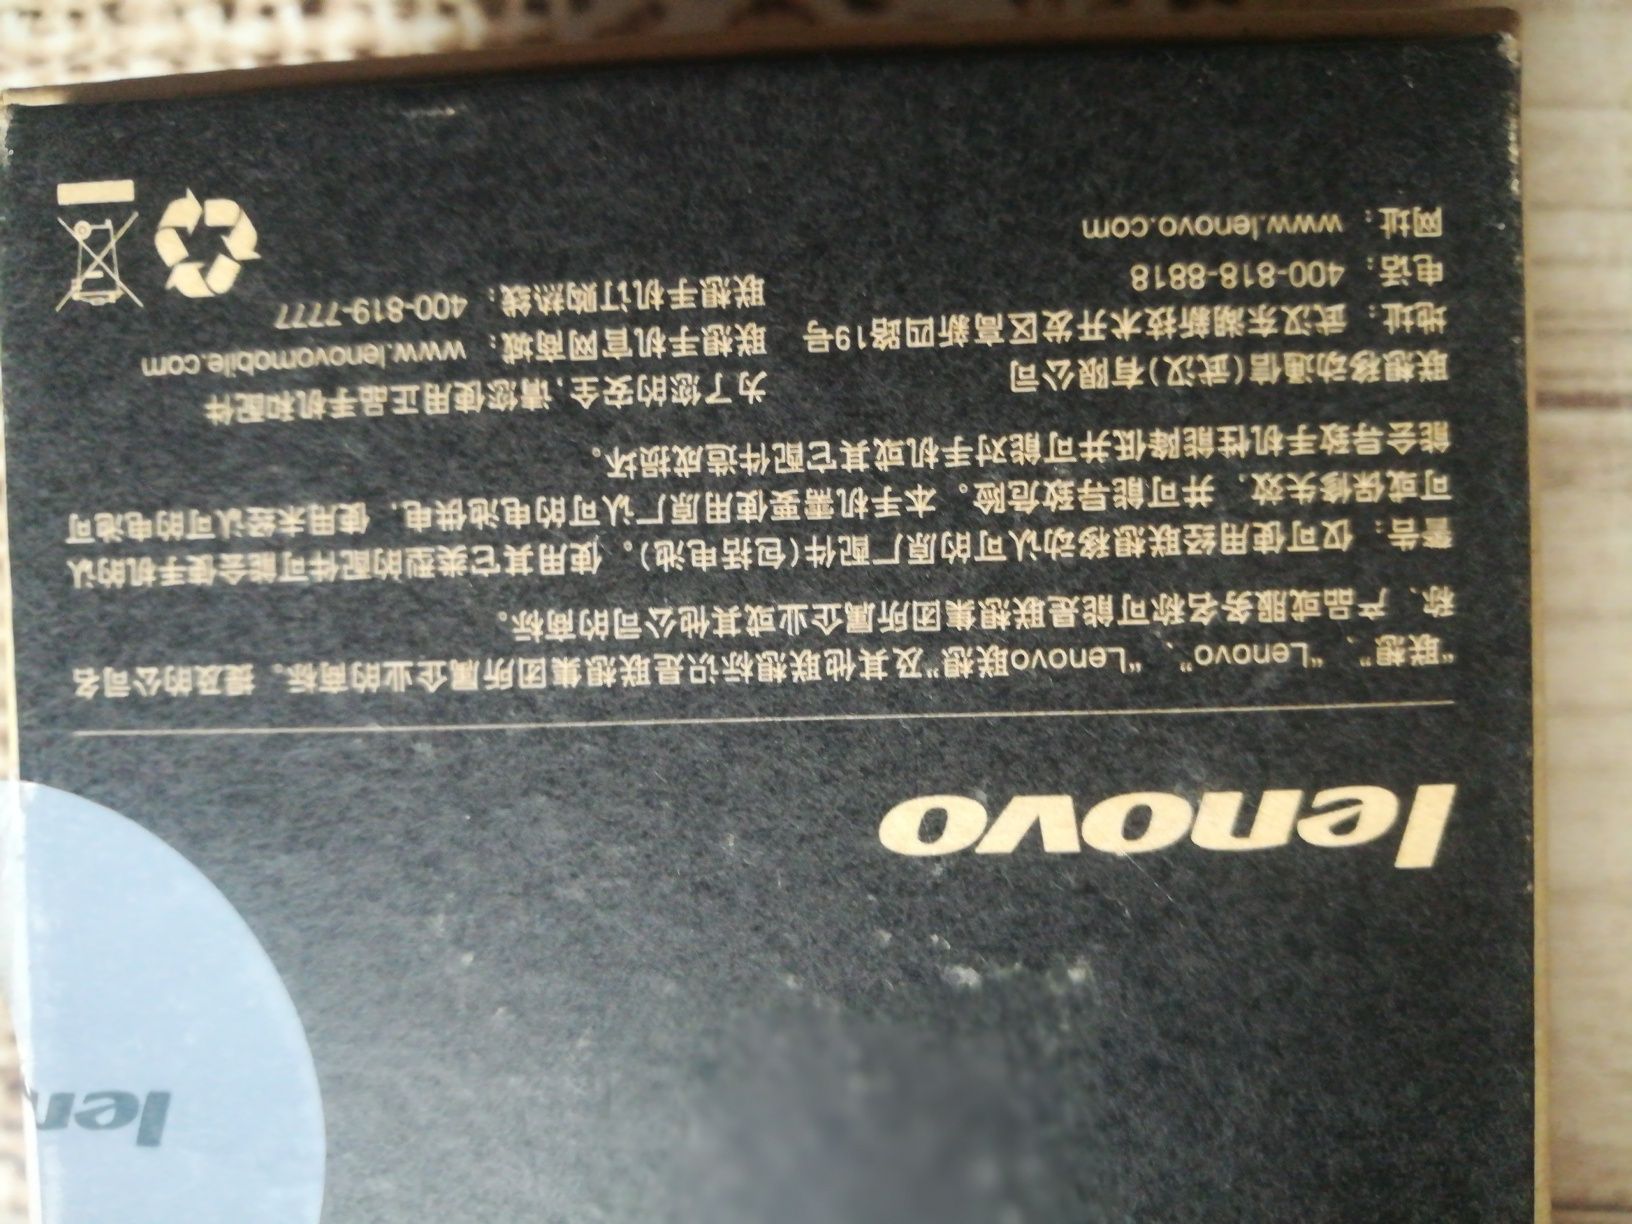 len
lenovo
“联想”、“Lenovo”、“Lenovo联想”及其他联想标识是联想集团所属企业的商标。提及的公司名
称、产品或服务名称可能是联想集团所属企业或其他公司的商标。
警告：仅可使用经联想移动认可的原厂配件(包括电池)。使用其它类型的配件可能会使手机的认
可或保修失效，并可能导致危险。本手机需要使用原厂认可的电池供电，使用未经认可的电池可
能会导致手机性能降低并可能对手机或其它配件造成损坏。
联想移动通信(武汉)有限公司
地址：武汉东湖新技术开发区高新四路19号
电话：400-818-8818
网址：www.lenovo.com
为了您的安全,请您使用正品手机和配件
联想手机官网商城：www.lenovomobile.com
联想手机订购热线：400-819-7777